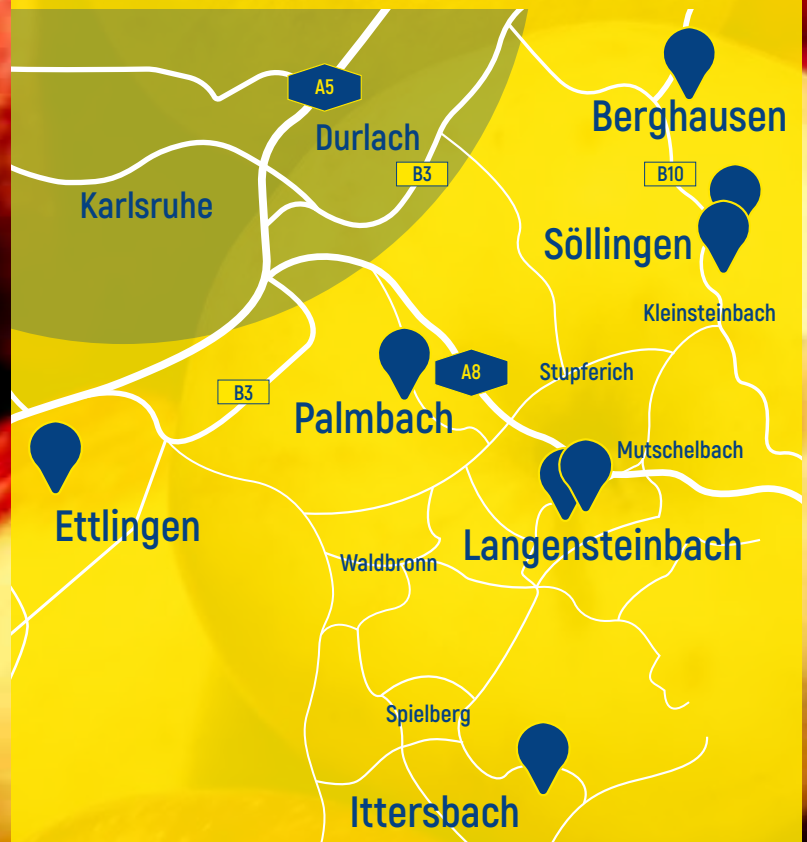 A5
Berghausen
Durlach
B3
B10
Karlsruhe
Söllingen
Kleinsteinbach
A8
Stupferich
B3
Palmbach
Mutschelbach
Ettlingen
Langensteinbach
Waldbronn
Spielberg
Ittersbach